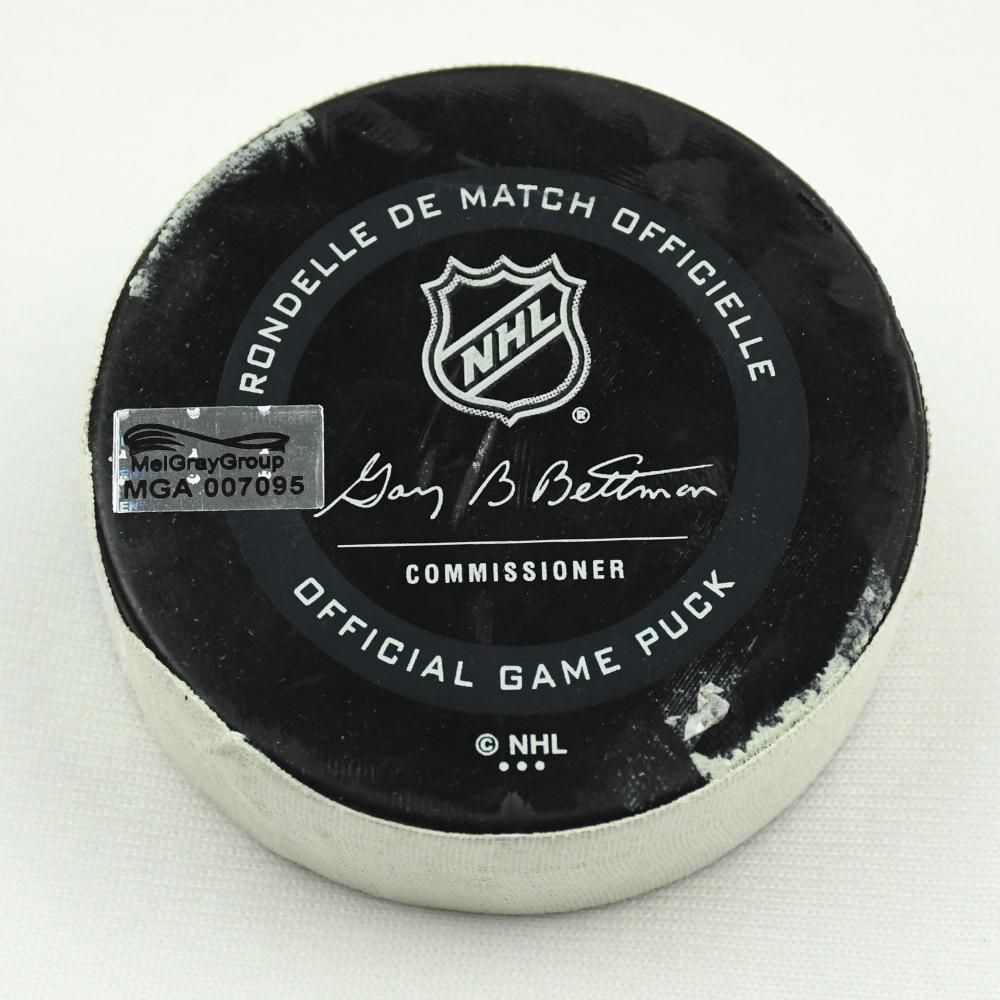 RONDELLE DE MATCH OFFICIELLE
NHL
®
MelGrayGroup
MGA 007095
Gary B Bettman
COMMISSIONER
OFFICIAL GAME PUCK
© NHL